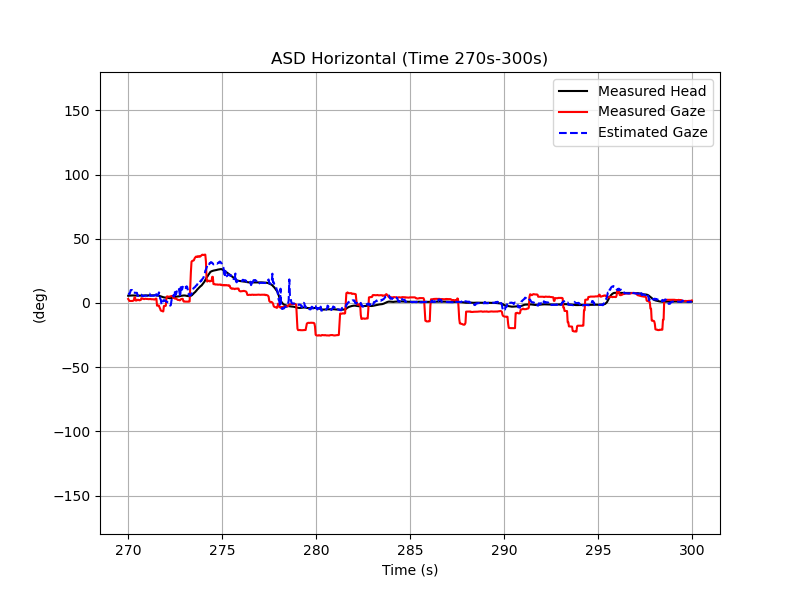 ASD Horizontal (Time 270s-300s)
Measured Head
Measured Gaze
Estimated Gaze
150
100
50
0
−50
−100
−150
(deg)
270 275 280 285 290 295 300
Time (s)